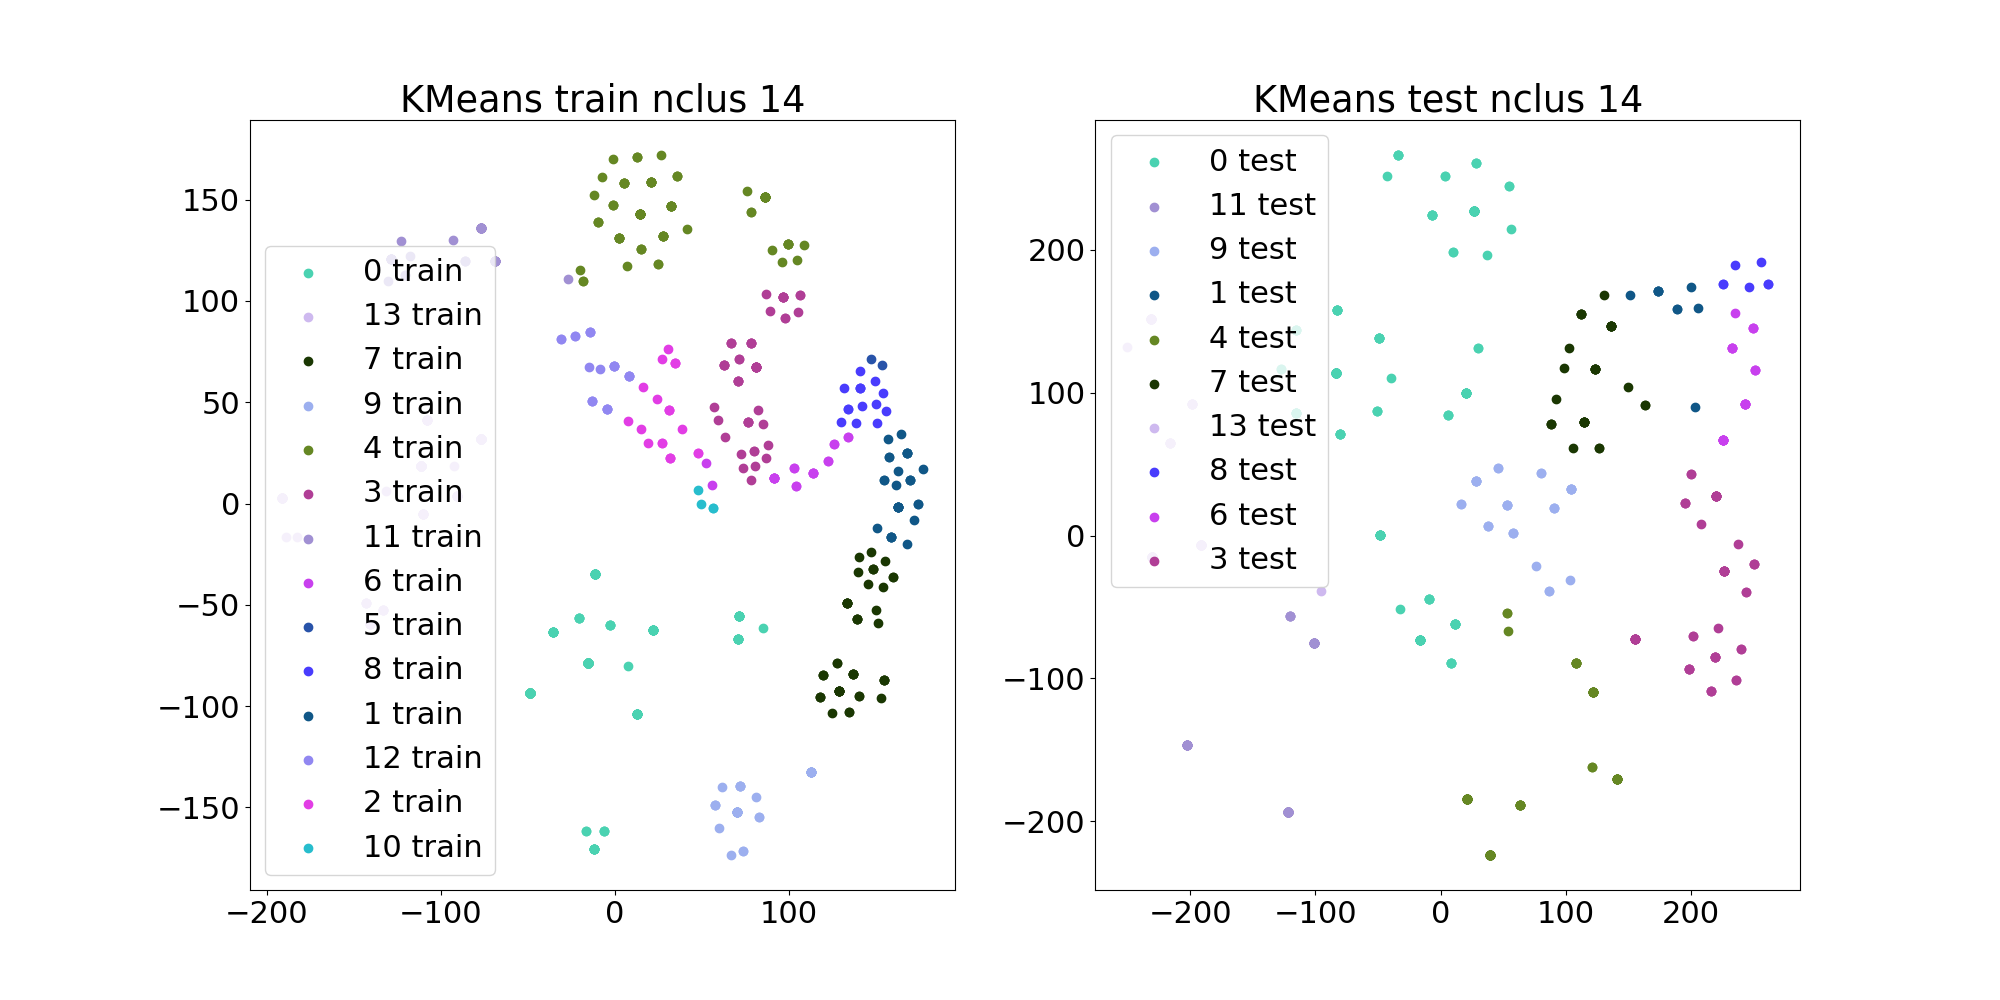 KMeans train nclus 14
150
100
50
0
−50
−100
−150
−200
−100
0
100
0 train
13 train
7 train
9 train
4 train
3 train
11 train
6 train
5 train
8 train
1 train
12 train
2 train
10 train
KMeans test nclus 14
200
100
0
−100
−200
−200
−100
0
100
200
0 test
11 test
9 test
1 test
4 test
7 test
13 test
8 test
6 test
3 test